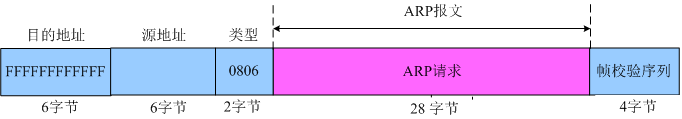 ARP报文
目的地址 源地址 类型
FFFFFFFFFFFF 0806 ARP请求 帧校验序列
6字节 6字节 2字节 28 字节 4字节